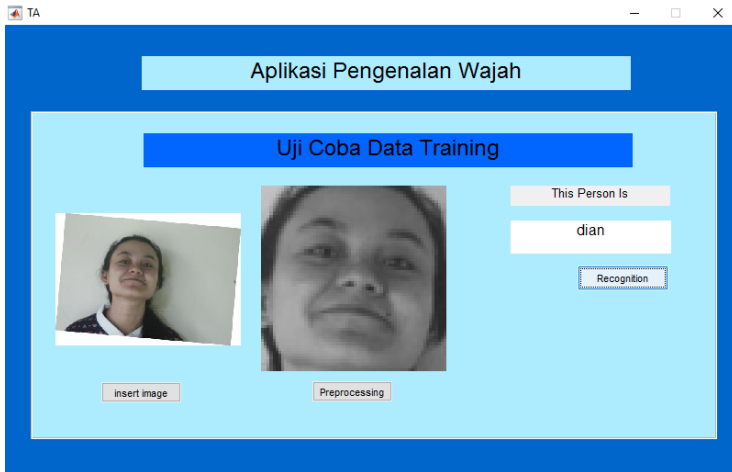 TA
Aplikasi Pengenalan Wajah
Uji Coba Data Training
This Person Is
dian
Recognition
insert image
Preprocessing